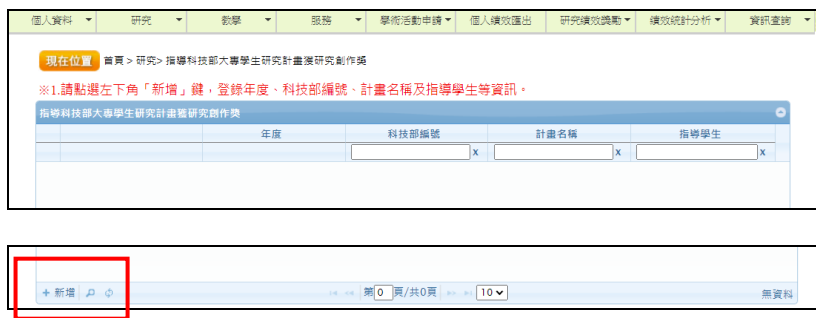 個人資料 研究 教學 服務 學術活動申請 個人績效匯出 研究績效獎勵 績效統計分析 資訊查詢
現在位置 首頁 > 研究> 指導科技部大專學生研究計畫獲研究創作獎
※1.請點選左下角「新增」鍵，登錄年度、科技部編號、計畫名稱及指導學生等資訊。
指導科技部大專學生研究計畫獲研究創作獎
年度 科技部編號 計畫名稱 指導學生
x x x
+ 新增 第 0 頁/共0頁 10 無資料